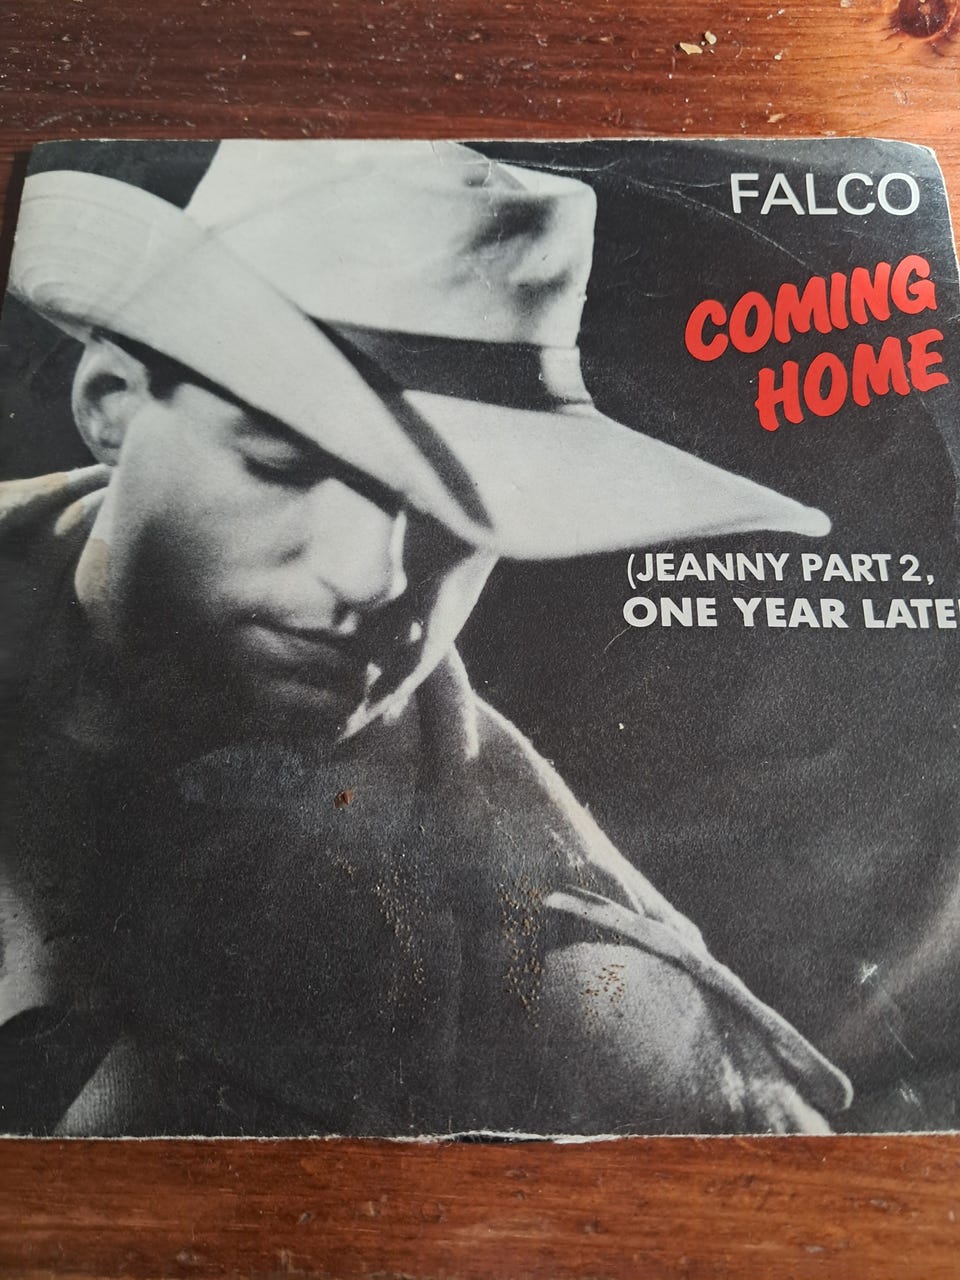 FALCO
COMING
HOME
(JEANNY PART 2,
ONE YEAR LATE